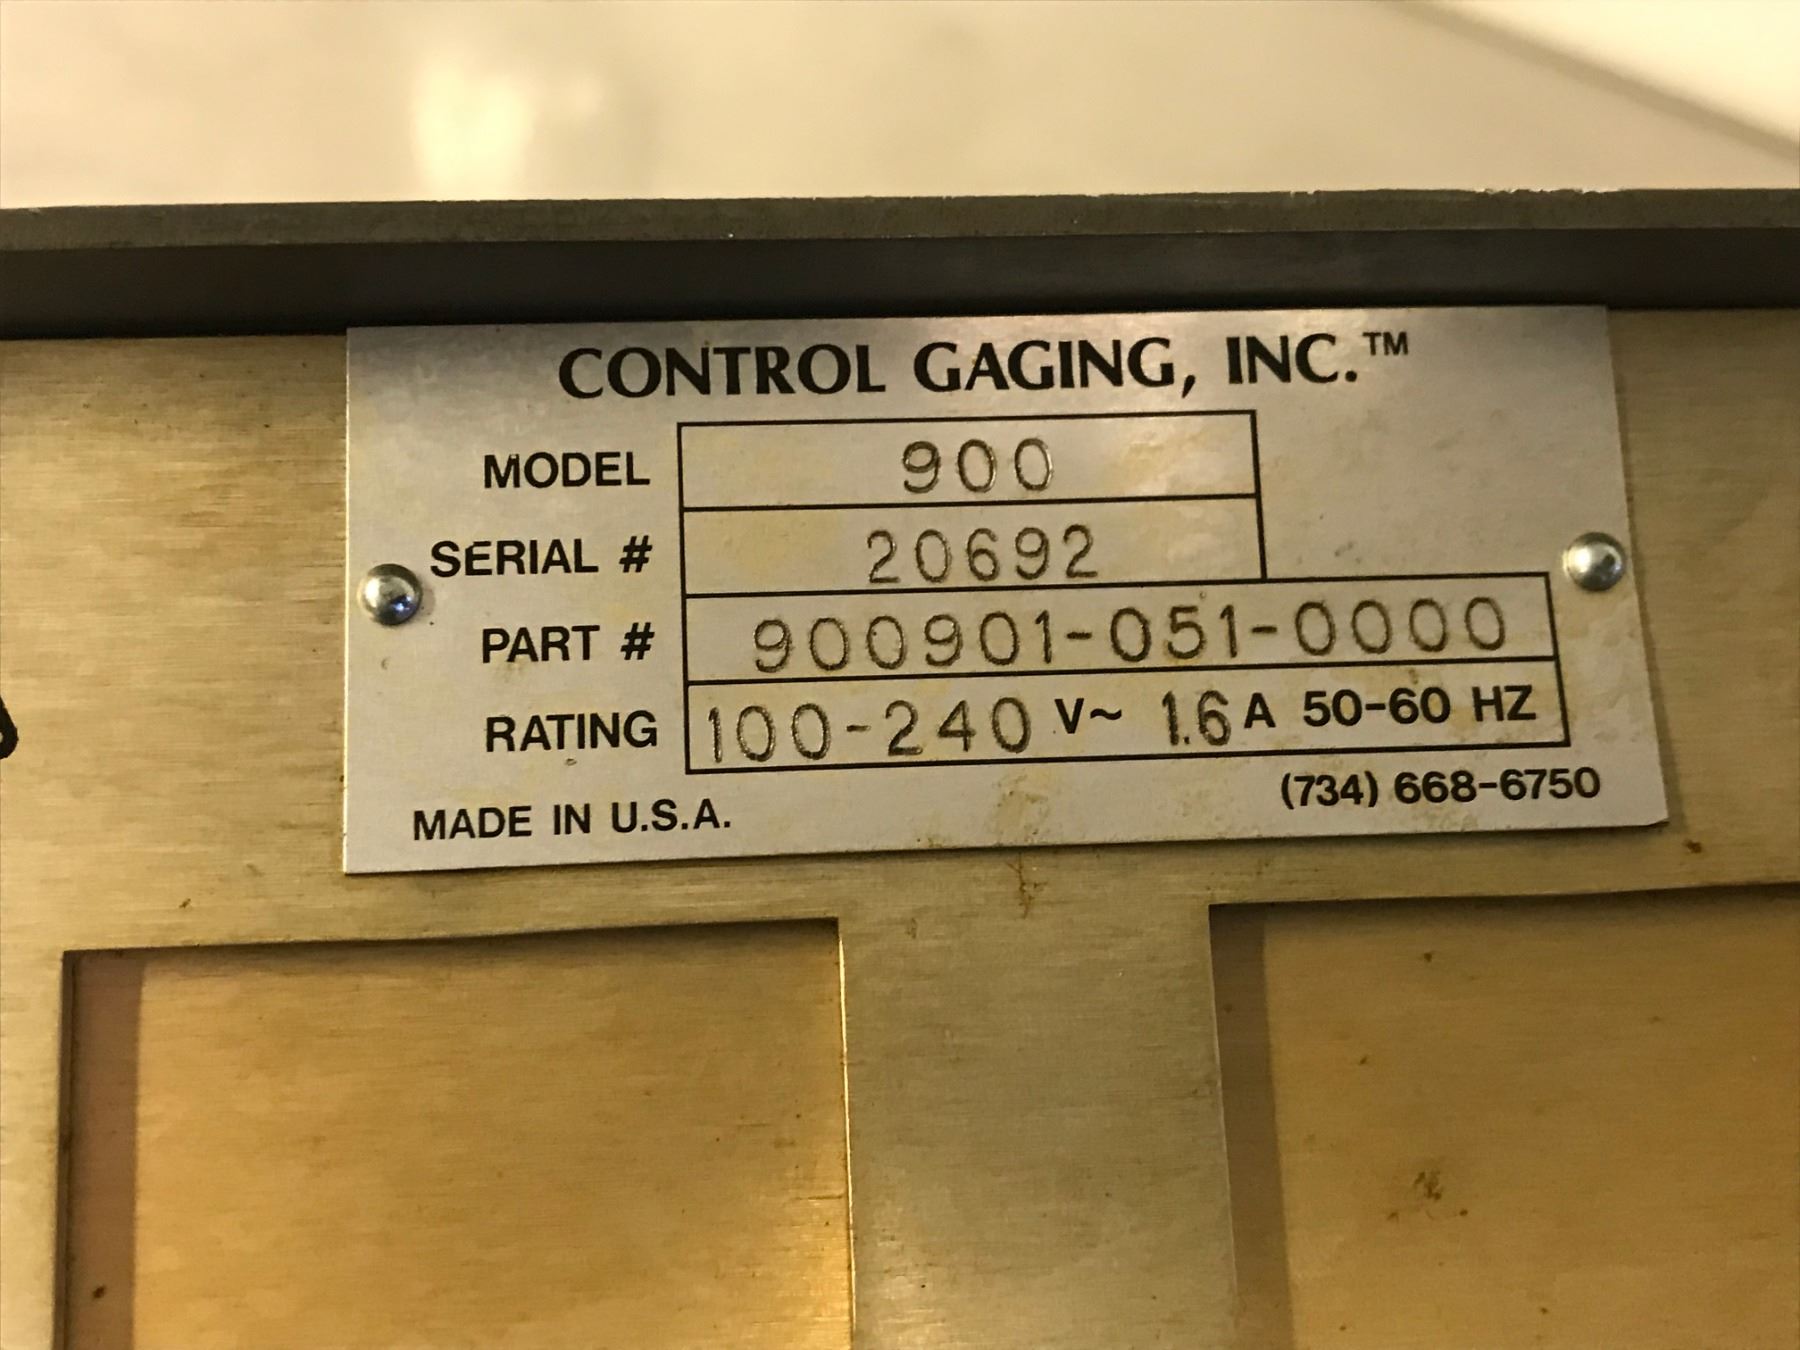 CONTROL GAGING, INC.™
MODEL 900
SERIAL # 20692
PART # 900901-051-0000
RATING 100-240 V~ 1.6 A 50-60 HZ
MADE IN U.S.A. (734) 668-6750